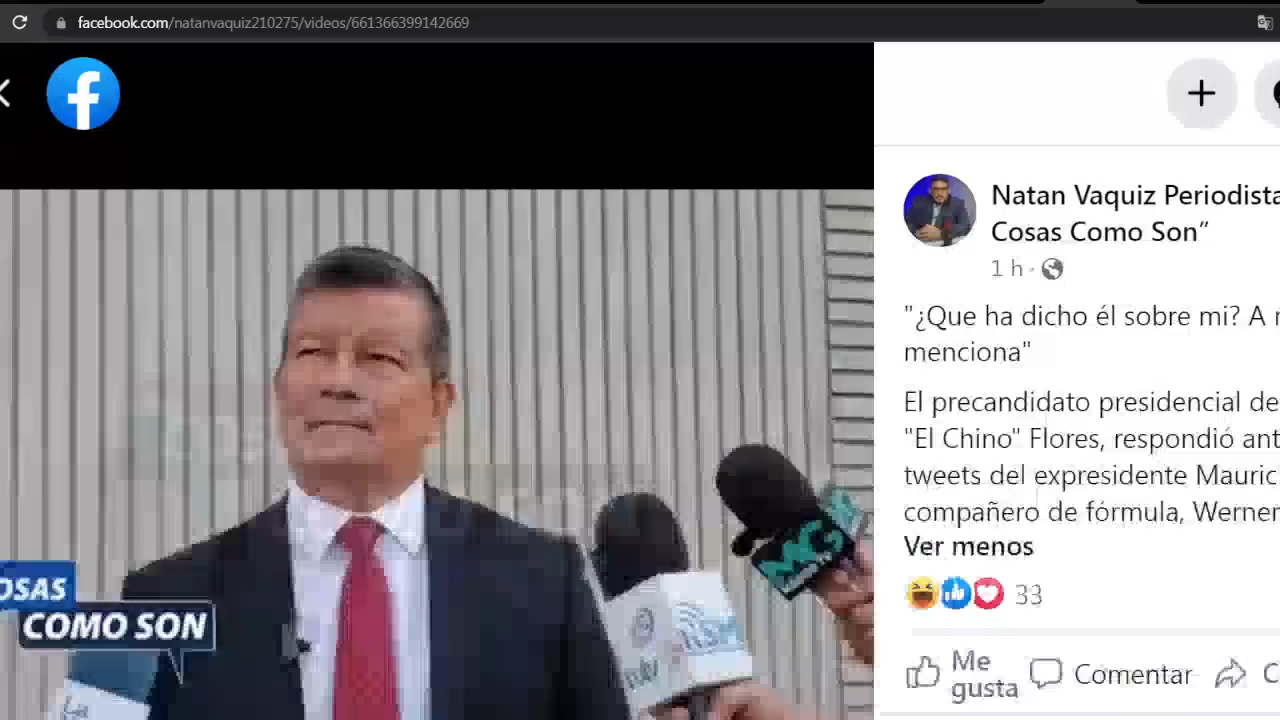 facebook.com/natanvaquiz210275/videos/661366399142669
Natan Vaquiz Periodista
Cosas Como Son”
1 h ·
"¿Que ha dicho él sobre mi? A
menciona"
El precandidato presidencial de
"El Chino" Flores, respondió ant
tweets del expresidente Mauric
compañero de fórmula, Werner
Ver menos
33
Me
gusta
Comentar
OSAS
COMO SON
MG
La